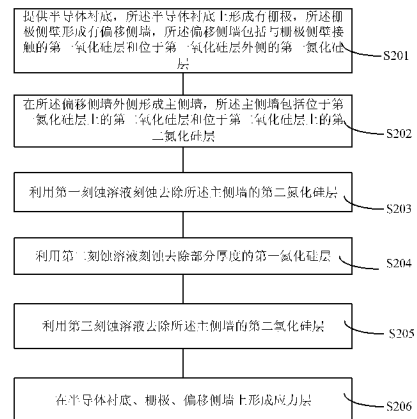 提供半导体衬底，所述半导体衬底上形成有栅极，所述栅
极侧壁形成有偏移侧墙，所述偏移侧墙包括与栅极侧壁接
触的第一氧化硅层和位于第一氧化硅层外侧的第一氮化硅
层
S201
在所述偏移侧墙外侧形成主侧墙，所述主侧墙包括位于第
一氮化硅层上的第二氧化硅层和位于第二氧化硅层上的第
二氮化硅层
S202
利用第一刻蚀溶液刻蚀去除所述主侧墙的第二氮化硅层
S203
利用第二刻蚀溶液刻蚀去除部分厚度的第一氮化硅层
S204
利用第三刻蚀溶液去除所述主侧墙的第二氧化硅层
S205
在半导体衬底、栅极、偏移侧墙上形成应力层
S206